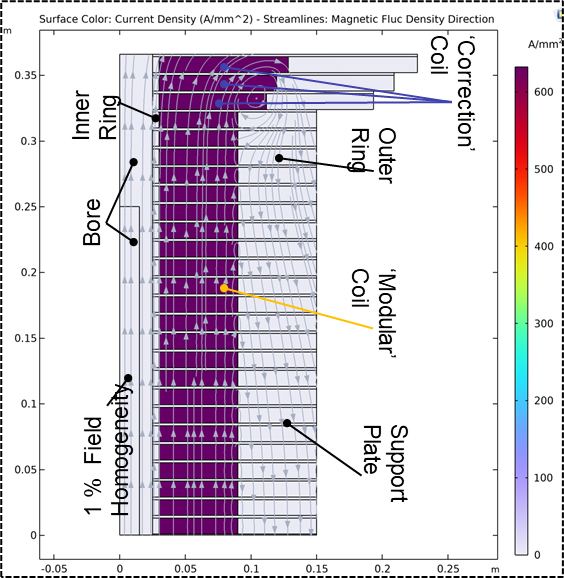 Surface Color: Current Density (A/mm^2) - Streamlines: Magnetic Fluc Density Direction
m
A/mm²
0.35
0.3
0.25
0.2
0.15
0.1
0.05
0
-0.05
0
0.05
0.1
0.15
0.2
0.25
m
600
500
400
300
200
100
0
'Correction'
Coil
Inner
Ring
Outer
Ring
Bore
'Modular'
Coil
1 % Field
Homogeneity
Support
Plate